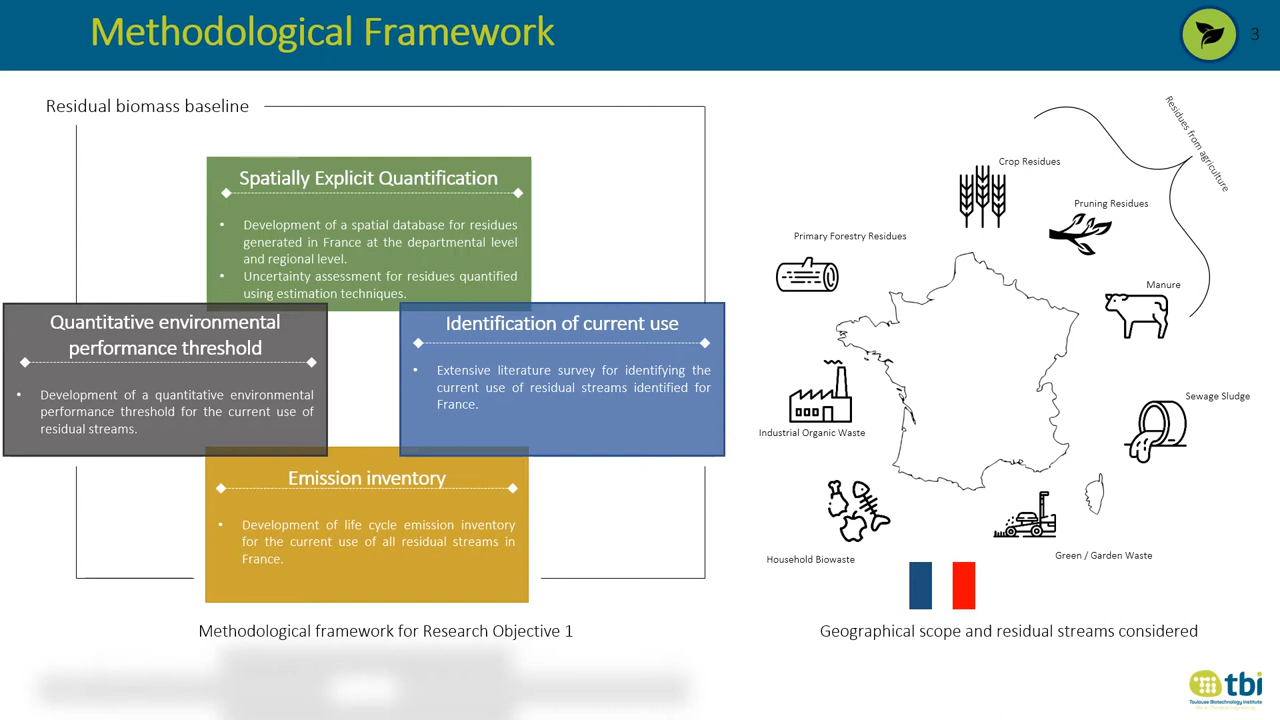 Methodological Framework
3
Residual biomass baseline
Spatially Explicit Quantification
• Development of a spatial database for residues
generated in France at the departmental level
and regional level.
• Uncertainty assessment for residues quantified
using estimation techniques.
Quantitative environmental
performance threshold
• Development of a quantitative environmental
performance threshold for the current use of
residual streams.
Identification of current use
• Extensive literature survey for identifying the
current use of residual streams identified for
France.
Emission inventory
• Development of life cycle emission inventory
for the current use of all residual streams in
France.
Methodological framework for Research Objective 1
Residues from agriculture
Crop Residues
Pruning Residues
Primary Forestry Residues
Manure
Sewage Sludge
Industrial Organic Waste
Household Biowaste
Green / Garden Waste
Geographical scope and residual streams considered
tbi
Toulouse Biotechnology Institute